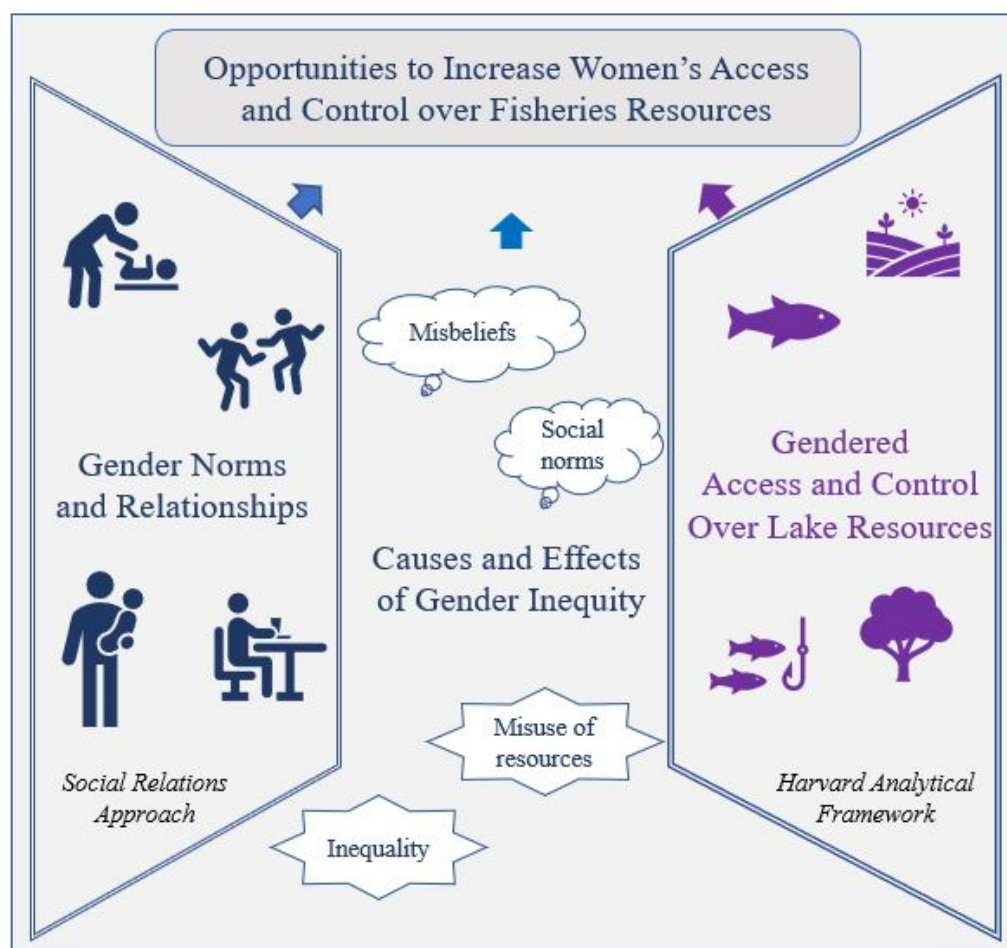 Opportunities to Increase Women's Access
and Control over Fisheries Resources
Gender Norms
and Relationships
Social Relations
Approach
Misbeliefs
Social
norms
Causes and Effects
of Gender Inequity
Misuse of
resources
Inequality
Gendered
Access and Control
Over Lake Resources
Harvard Analytical
Framework